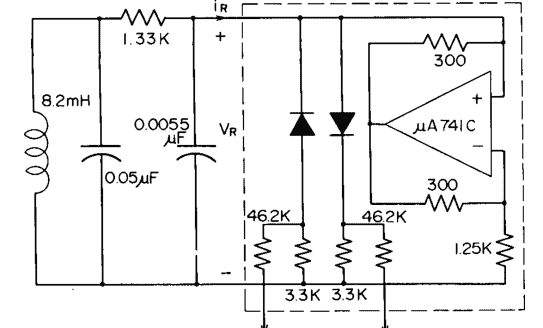 iR
1.33K
+
300
8.2mH
+
0.0055
μF
VR
μA741C
−
0.05μF
300
46.2K
46.2K
1.25K
−
3.3K
3.3K